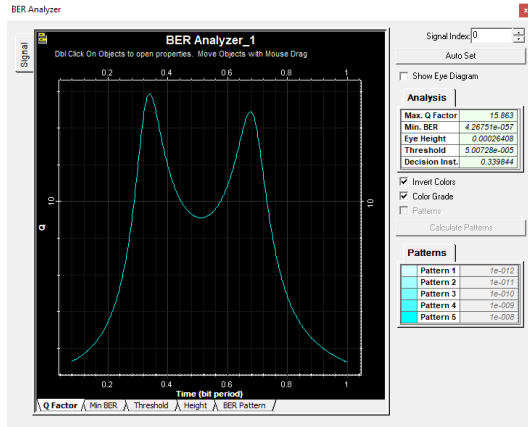 BER Analyzer
x
Signal
BER Analyzer_1
Dbl Click On Objects to open properties. Move Objects with Mouse Drag
0.2 0.4 0.6 0.8 1
10
10
Q
0.2 0.4 0.6 0.8 1
Time (bit period)
Q Factor Min BER Threshold Height BER Pattern
Signal Index: 0
Auto Set
Show Eye Diagram
Analysis
Max. Q Factor 15.863
Min. BER 4.26751e-057
Eye Height 0.00026408
Threshold 5.00728e-005
Decision Inst. 0.339844
Invert Colors
Color Grade
Patterns
Calculate Patterns
Patterns
Pattern 1 1e-012
Pattern 2 1e-011
Pattern 3 1e-010
Pattern 4 1e-009
Pattern 5 1e-008